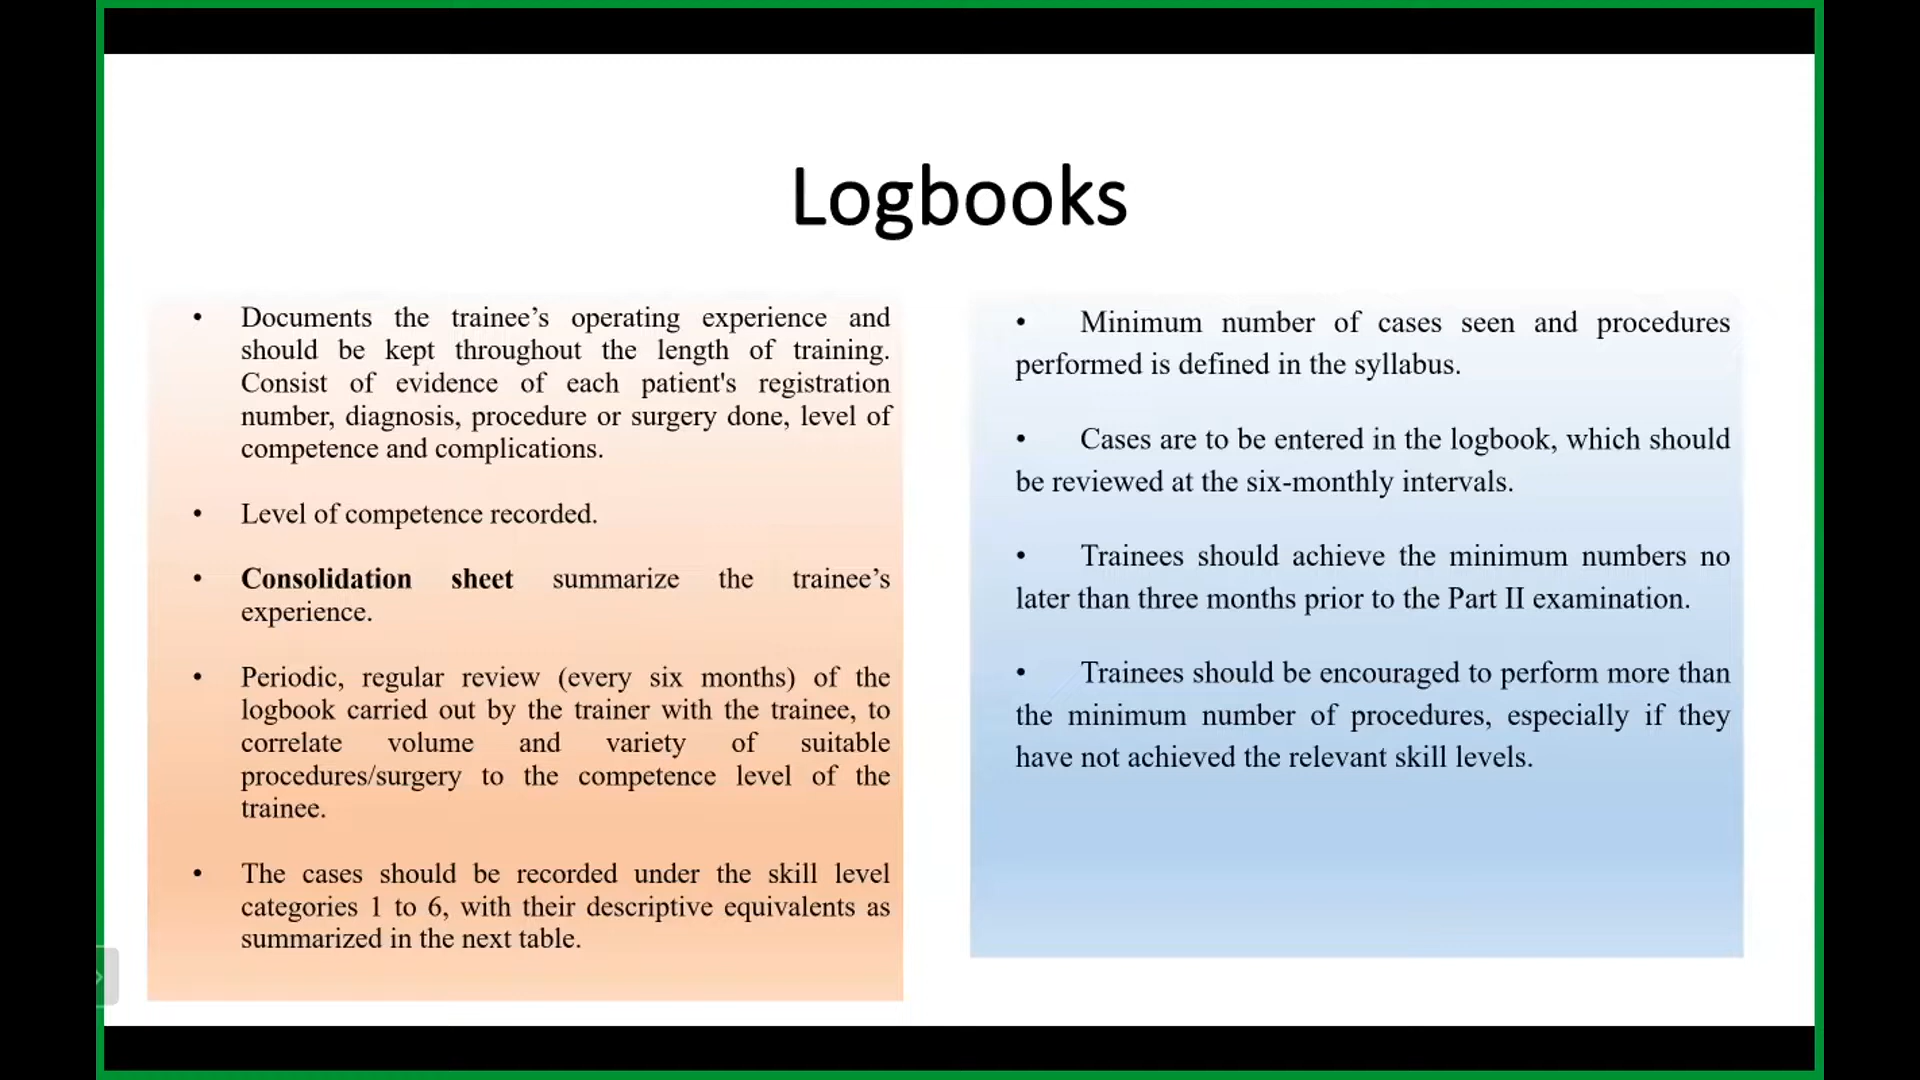 Logbooks
• Documents the trainee’s operating experience and
should be kept throughout the length of training.
Consist of evidence of each patient's registration
number, diagnosis, procedure or surgery done, level of
competence and complications.
• Level of competence recorded.
• Consolidation sheet summarize the trainee’s
experience.
• Periodic, regular review (every six months) of the
logbook carried out by the trainer with the trainee, to
correlate volume and variety of suitable
procedures/surgery to the competence level of the
trainee.
• The cases should be recorded under the skill level
categories 1 to 6, with their descriptive equivalents as
summarized in the next table.
• Minimum number of cases seen and procedures
performed is defined in the syllabus.
• Cases are to be entered in the logbook, which should
be reviewed at the six-monthly intervals.
• Trainees should achieve the minimum numbers no
later than three months prior to the Part II examination.
• Trainees should be encouraged to perform more than
the minimum number of procedures, especially if they
have not achieved the relevant skill levels.